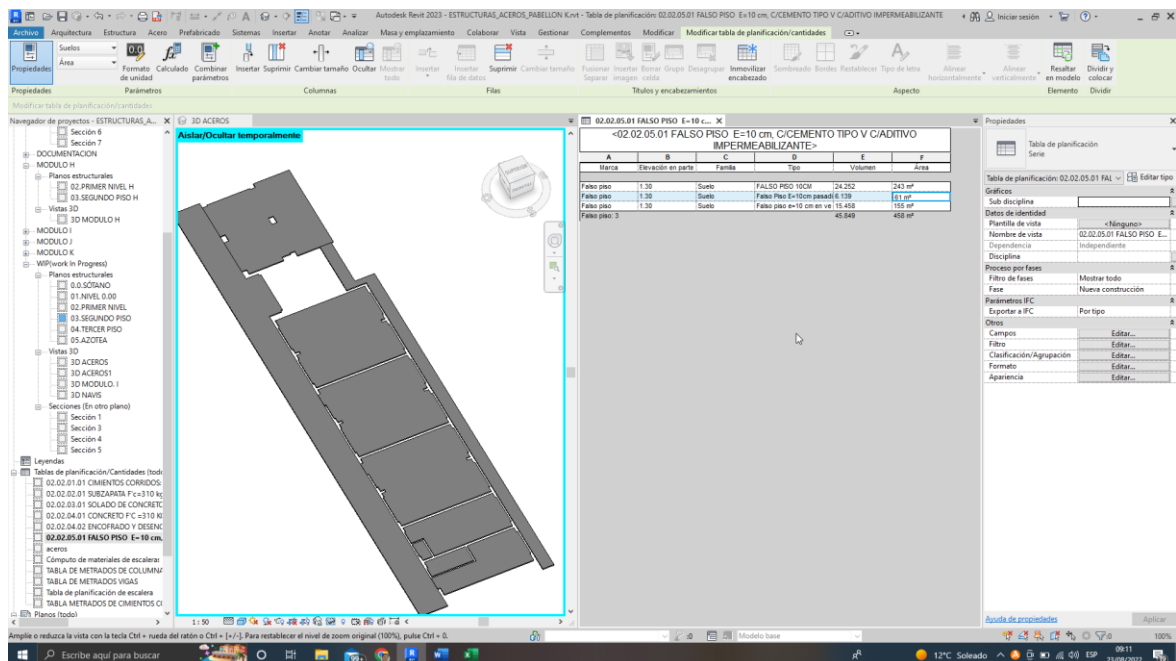 Autodesk Revit 2023 - ESTRUCTURAS_ACEROS_PABELLON K.rvt - Tabla de planificación: 02.02.05.01 FALSO PISO E=10 cm, C/CEMENTO TIPO V C/ADITIVO IMPERMEABILIZANTE
Iniciar sesión
Archivo Arquitectura Estructura Acero Prefabricado Sistemas Insertar Anotar Analizar Masa y emplazamiento Colaborar Vista Gestionar Complementos Modificar Modificar tabla de planificación/cantidades
Suelos
Área
Propiedades
Formato de unidad
Calculado
Combinar parámetros
Insertar Suprimir Cambiar tamaño Ocultar Mostrar todo
Insertar
Insertar fila de datos
Suprimir Cambiar tamaño
Fusionar Separar
Insertar imagen
Borrar celda
Grupo Desagrupar
Inmovilizar encabezado
Sombreado Bordes Restablecer Tipo de letra
Alinear horizontalmente
Alinear verticalmente
Resaltar en modelo
Dividir y colocar
Propiedades Parámetros Columnas Filas Títulos y encabezamientos Aspecto Elemento Dividir
Modificar tabla de planificación/cantidades
Navegador de proyectos - ESTRUCTURAS_A...
Sección 6
Sección 7
DOCUMENTACION
MODULO H
Planos estructurales
02.PRIMER NIVEL H
03.SEGUNDO PISO H
Vistas 3D
3D MODULO H
MODULO I
MODULO J
MODULO K
WIP(work In Progress)
Planos estructurales
0.0.SÓTANO
01.NIVEL 0.00
02.PRIMER NIVEL
03.SEGUNDO PISO
04.TERCER PISO
05.AZOTEA
Vistas 3D
3D ACEROS
3D ACEROS1
3D MODULO. I
3D NAVIS
Secciones (En otro plano)
Sección 1
Sección 3
Sección 4
Sección 5
Leyendas
Tablas de planificación/Cantidades (todo
02.02.01.01 CIMIENTOS CORRIDOS:
02.02.02.01 SUBZAPATA F'c=310 kg
02.02.03.01 SOLADO DE CONCRETO
02.02.04.01 CONCRETO F'C =310 K
02.02.04.02 ENCOFRADO Y DESENC
02.02.05.01 FALSO PISO E=10 cm,
aceros
Cómputo de materiales de escalera
TABLA DE METRADOS DE COLUMNA
TABLA DE METRADOS VIGAS
Tabla de planificación de escalera
TABLA METRADOS DE CIMIENTOS C
Planos (todo)
3D ACEROS
Aislar/Ocultar temporalmente
1 : 50
02.02.05.01 FALSO PISO E=10 c...
<02.02.05.01 FALSO PISO E=10 cm, C/CEMENTO TIPO V C/ADITIVO IMPERMEABILIZANTE>
A B C D E F
Marca Elevación en parte Familia Tipo Volumen Área
Falso piso 1.30 Suelo FALSO PISO 10CM 24.252 243 m²
Falso piso 1.30 Suelo Falso Piso E=10cm pasadi 6.139 61 m²
Falso piso 1.30 Suelo Falso piso e=10 cm en ve 15.458 155 m²
Falso piso: 3 45.849 458 m²
Propiedades
Tabla de planificación
Serie
Tabla de planificación: 02.02.05.01 FAL Editar tipo
Gráficos
Sub disciplina
Datos de identidad
Plantilla de vista <Ninguno>
Nombre de vista 02.02.05.01 FALSO PISO E...
Dependencia Independiente
Disciplina
Proceso por fases
Filtro de fases Mostrar todo
Fase Nueva construcción
Parámetros IFC
Exportar a IFC Por tipo
Otros
Campos Editar...
Filtro Editar...
Clasificación/Agrupación Editar...
Formato Editar...
Apariencia Editar...
Ayuda de propiedades Aplicar
Amplíe o reduzca la vista con la tecla Ctrl + rueda del ratón o Ctrl + [+/-]. Para restablecer el nivel de zoom original (100%), pulse Ctrl + 0.
:0 Modelo base :0 100%
Escribe aquí para buscar
12°C Soleado ESP 09:11
23/08/2022